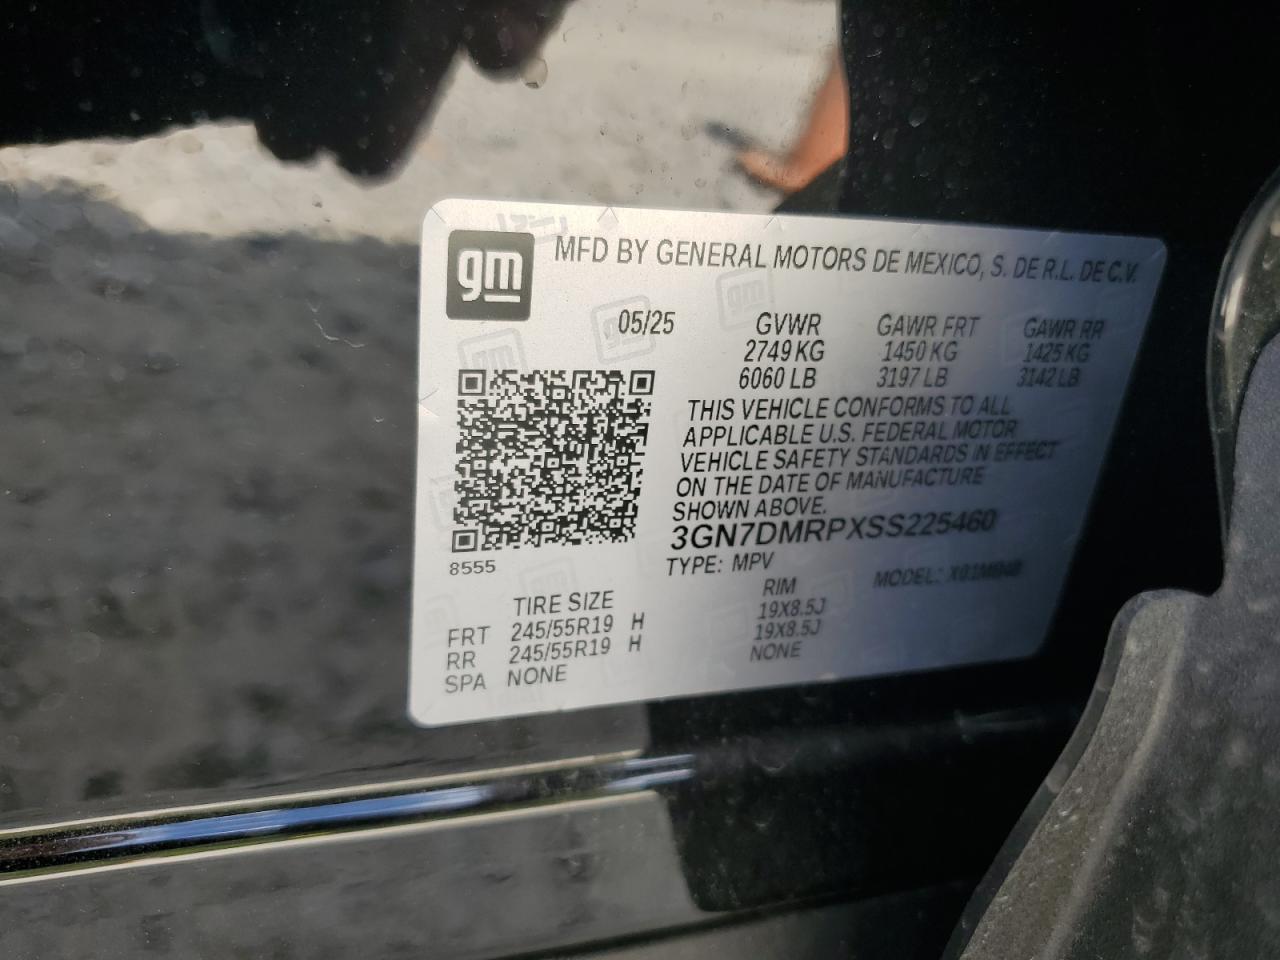 gm
MFD BY GENERAL MOTORS DE MEXICO, S. DE R.L. DE C.V.
05/25 GVWR GAWR FRT GAWR RR
2749 KG 1450 KG 1425 KG
6060 LB 3197 LB 3142 LB
THIS VEHICLE CONFORMS TO ALL
APPLICABLE U.S. FEDERAL MOTOR
VEHICLE SAFETY STANDARDS IN EFFECT
ON THE DATE OF MANUFACTURE
SHOWN ABOVE.
3GN7DMRPXSS225460
8555
TYPE: MPV MODEL:
TIRE SIZE RIM
FRT 245/55R19 H 19X8.5J
RR 245/55R19 H 19X8.5J
SPA NONE NONE